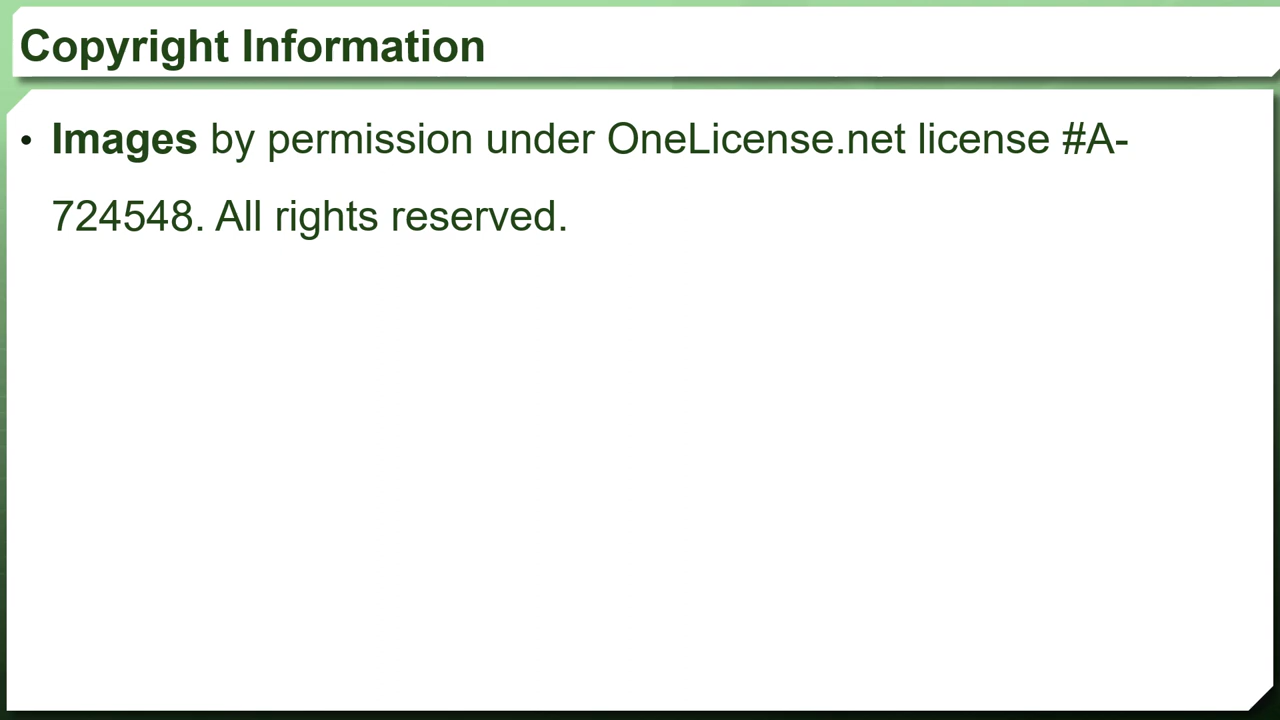 Copyright Information
• Images by permission under OneLicense.net license #A-
724548. All rights reserved.